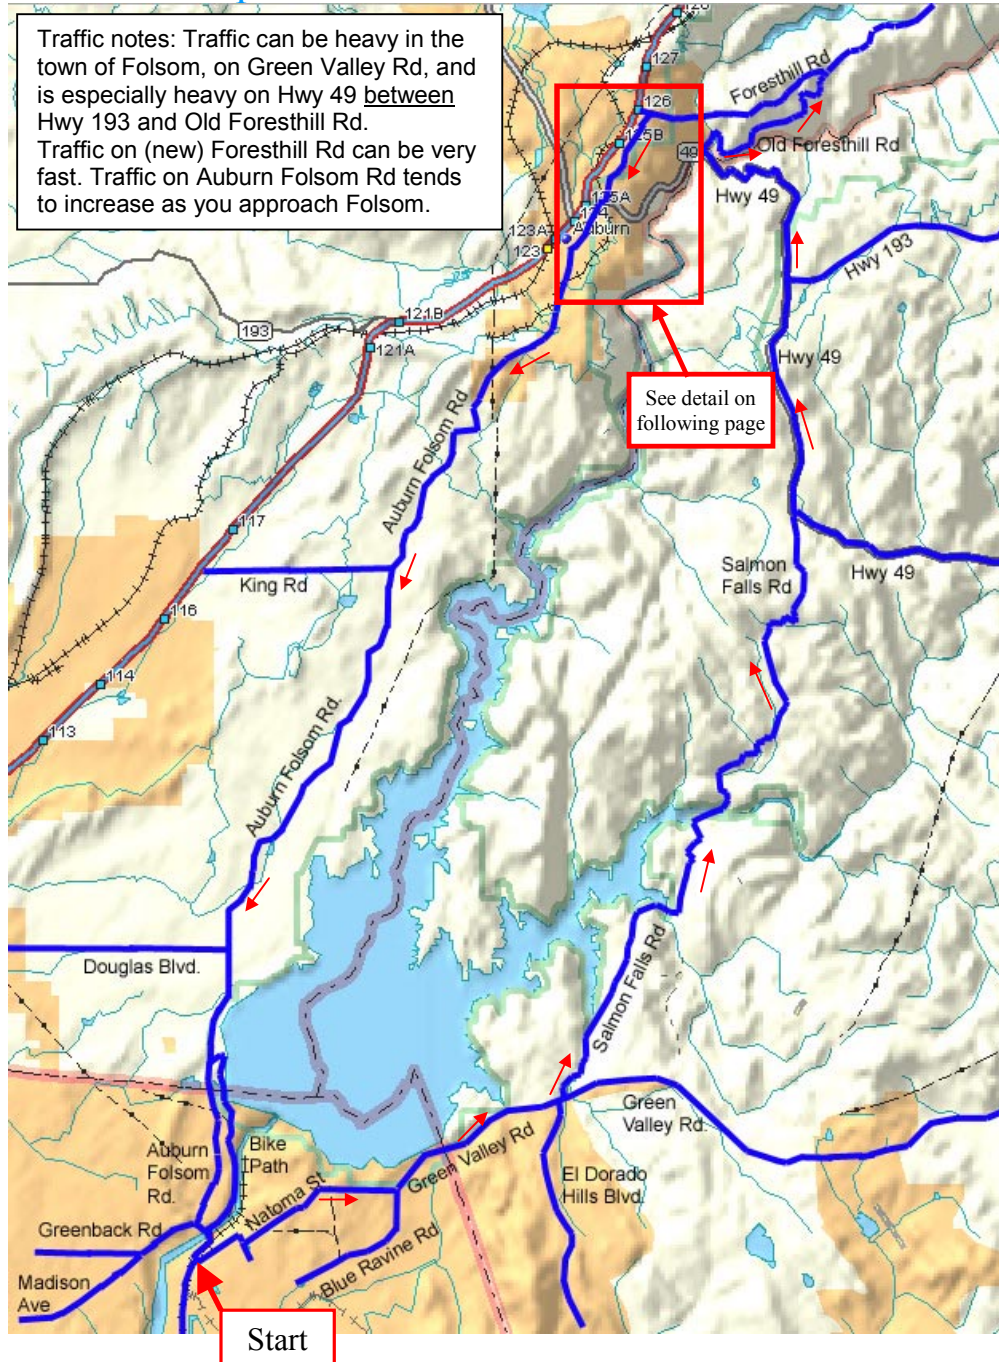 Traffic notes: Traffic can be heavy in the
town of Folsom, on Green Valley Rd, and
is especially heavy on Hwy 49 between
Hwy 193 and Old Foresthill Rd.
Traffic on (new) Foresthill Rd can be very
fast. Traffic on Auburn Folsom Rd tends
to increase as you approach Folsom.
127
126
125B
125A
124
Auburn
123A
123
121B
121A
193
49
Foresthill Rd
Old Foresthill Rd
Hwy 49
Hwy 193
Hwy 49
See detail on
following page
Auburn Folsom Rd
117
King Rd
116
114
113
Salmon
Falls Rd
Hwy 49
Auburn Folsom Rd.
Douglas Blvd.
Salmon Falls Rd
Green
Valley Rd.
Green Valley Rd
Auburn
Folsom
Rd.
Bike
Path
Natoma St
El Dorado
Hills Blvd.
Greenback Rd
Blue Ravine Rd
Madison
Ave
Start